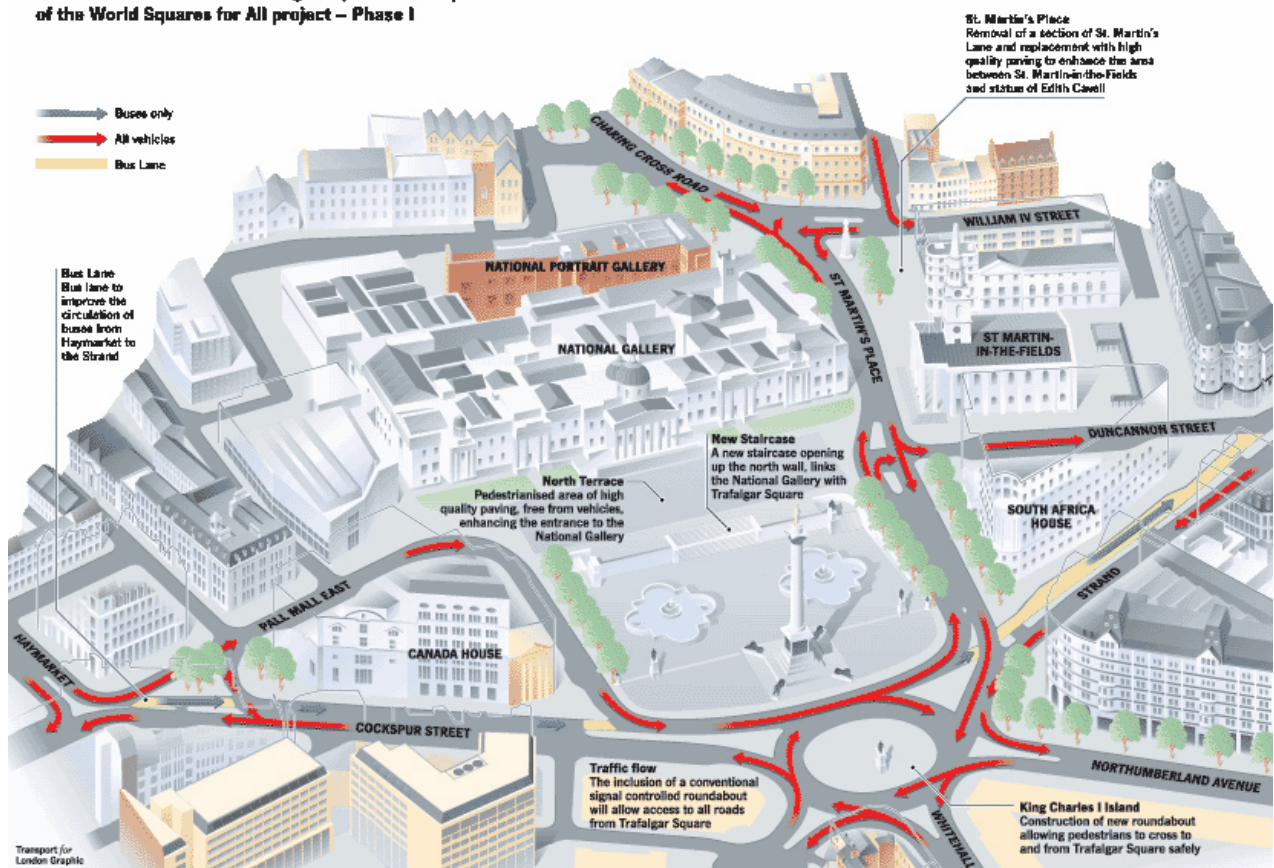 of the World Squares for All project – Phase I
St. Martin's Place
Removal of a section of St. Martin's
Lane and replacement with high
quality paving to enhance the area
between St. Martin-in-the-Fields
and statue of Edith Cavell
Buses only
All vehicles
Bus Lane
CHARING CROSS ROAD
WILLIAM IV STREET
Bus Lane
Bus lane to
improve the
circulation of
buses from
Haymarket to
the Strand
NATIONAL PORTRAIT GALLERY
NATIONAL GALLERY
ST MARTIN'S PLACE
ST MARTIN-
IN-THE-FIELDS
DUNCANNON STREET
New Staircase
A new staircase opening
up the north wall, links
the National Gallery with
Trafalgar Square
North Terrace
Pedestrianised area of high
quality paving, free from vehicles,
enhancing the entrance to the
National Gallery
SOUTH AFRICA
HOUSE
STRAND
PALL MALL EAST
HAYMARKET
CANADA HOUSE
COCKSPUR STREET
NORTHUMBERLAND AVENUE
Traffic flow
The inclusion of a conventional
signal controlled roundabout
will allow access to all roads
from Trafalgar Square
WHITEHALL
King Charles I Island
Construction of new roundabout
allowing pedestrians to cross to
and from Trafalgar Square safely
Transport for
London Graphic